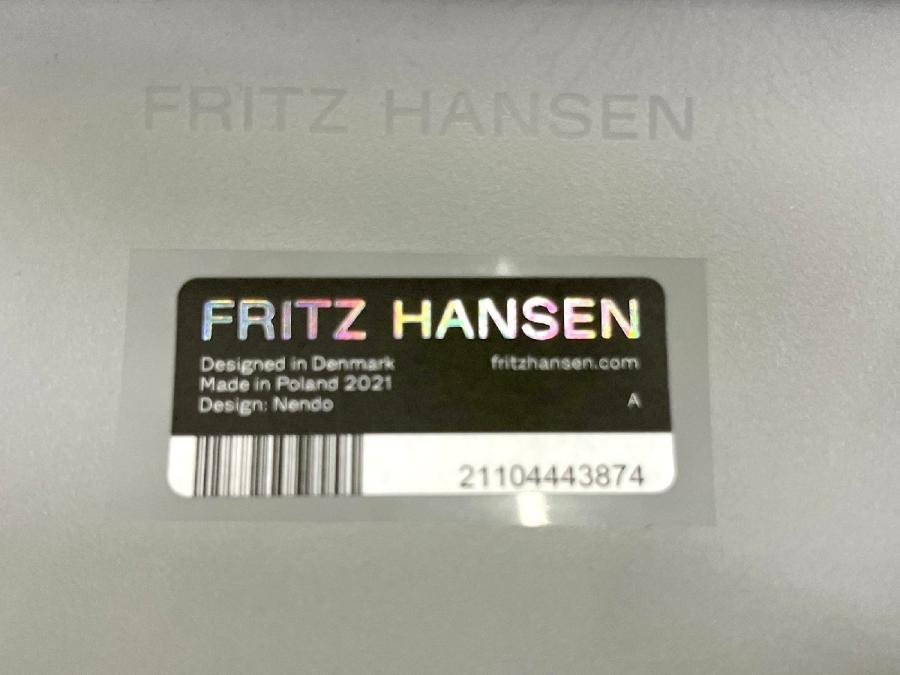 FRITZ HANSEN
FRITZ HANSEN
Designed in Denmark
fritzhansen.com
Made in Poland 2021
Design: Nendo
A
21104443874